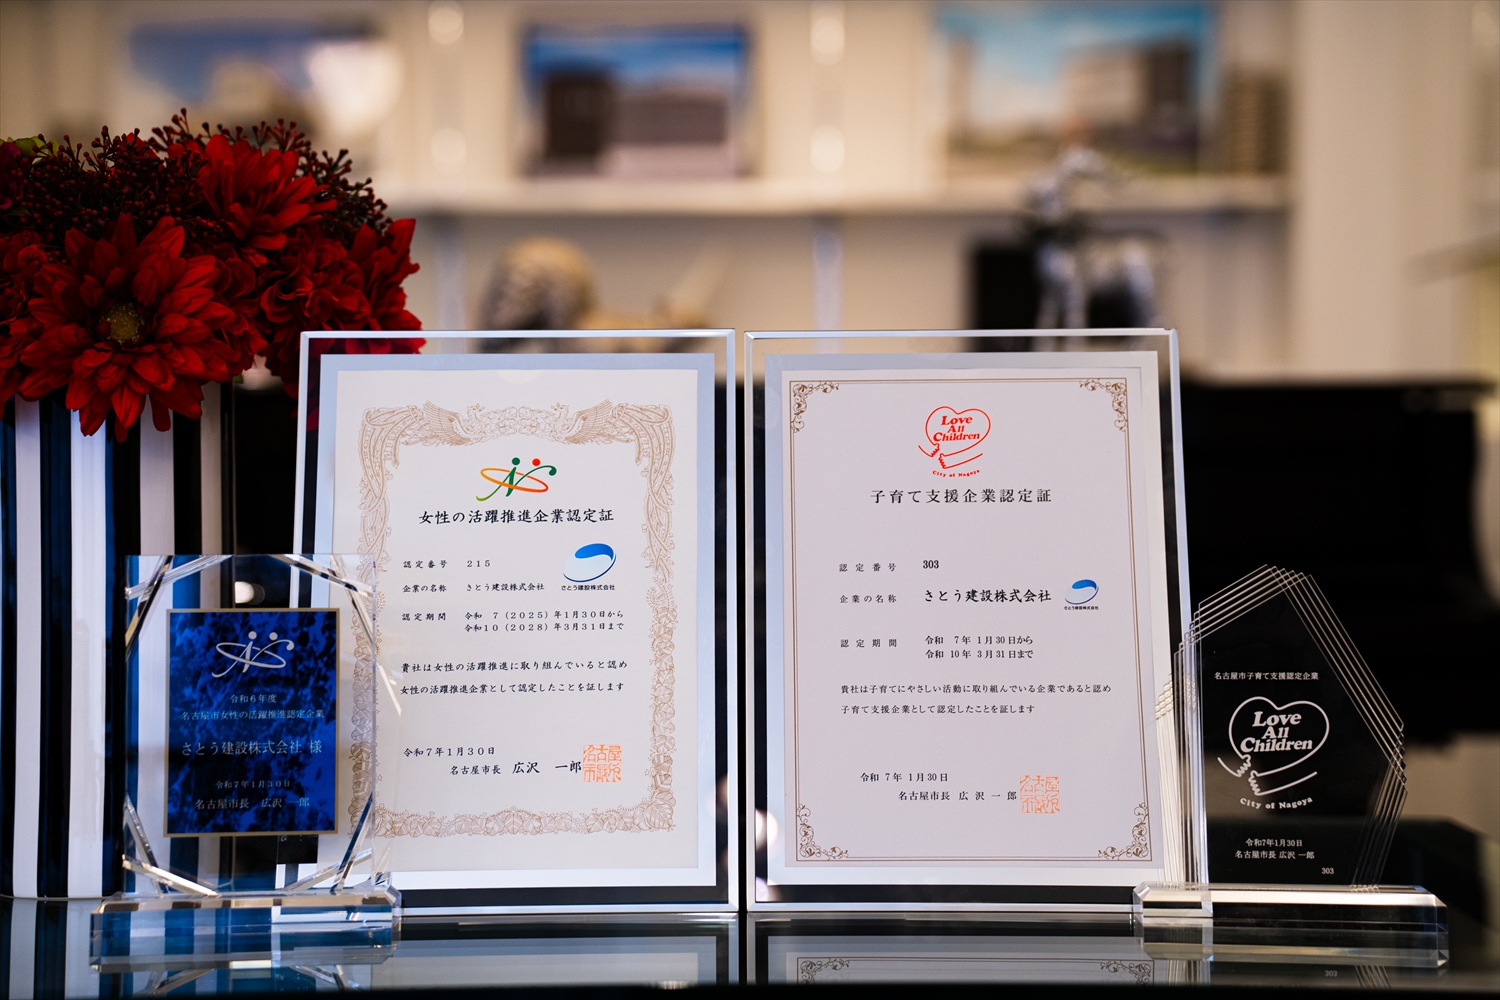 女性の活躍推進企業認定証
認定番号 215
企業の名称 さとう建設株式会社
さとう建設株式会社
認定期間 令和 7(2025)年1月30日から
令和10(2028)年3月31日まで
貴社は女性の活躍推進に取り組んでいると認め
女性の活躍推進企業として認定したことを証します
令和7年1月30日
名古屋市長 広沢 一郎
Love
All
Children
City of Nagoya
子育て支援企業認定証
認定番号 303
企業の名称 さとう建設株式会社
さとう建設株式会社
認定期間 令和 7年 1月30日から
令和 10年 3月31日まで
貴社は子育てにやさしい活動に取り組んでいる企業であると認め
子育て支援企業として認定したことを証します
令和 7年 1月30日
名古屋市長 広沢 一郎
令和6年度
名古屋市女性の活躍推進認定企業
さとう建設株式会社 様
令和7年1月30日
名古屋市長 広沢 一郎
名古屋市子育て支援認定企業
Love
All
Children
City of Nagoya
令和7年1月30日
名古屋市長 広沢 一郎
303